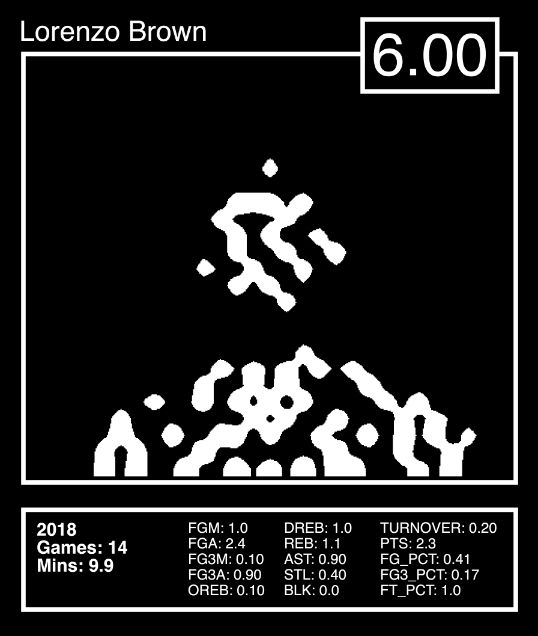 Lorenzo Brown
6.00
2018
Games: 14
Mins: 9.9
FGM: 1.0
FGA: 2.4
FG3M: 0.10
FG3A: 0.90
OREB: 0.10
DREB: 1.0
REB: 1.1
AST: 0.90
STL: 0.40
BLK: 0.0
TURNOVER: 0.20
PTS: 2.3
FG_PCT: 0.41
FG3_PCT: 0.17
FT_PCT: 1.0